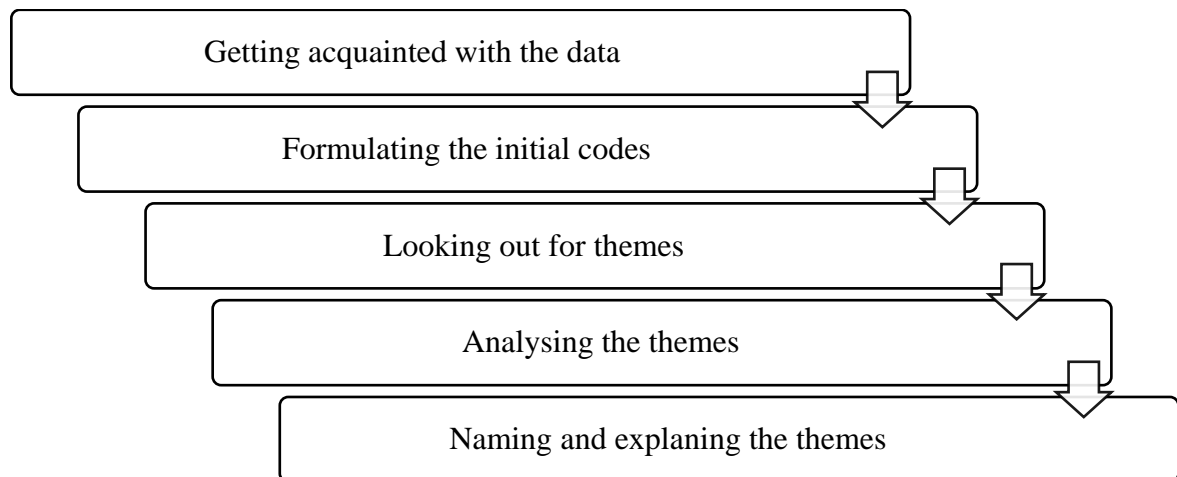 Getting acquainted with the data
Formulating the initial codes
Looking out for themes
Analysing the themes
Naming and explaning the themes